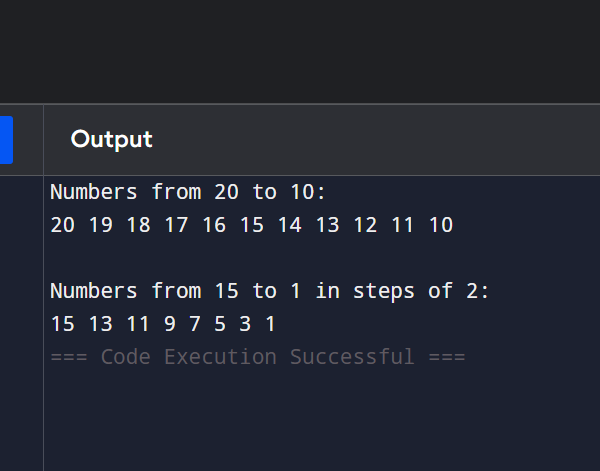 Output
Numbers from 20 to 10:
20 19 18 17 16 15 14 13 12 11 10
Numbers from 15 to 1 in steps of 2:
15 13 11 9 7 5 3 1
=== Code Execution Successful ===